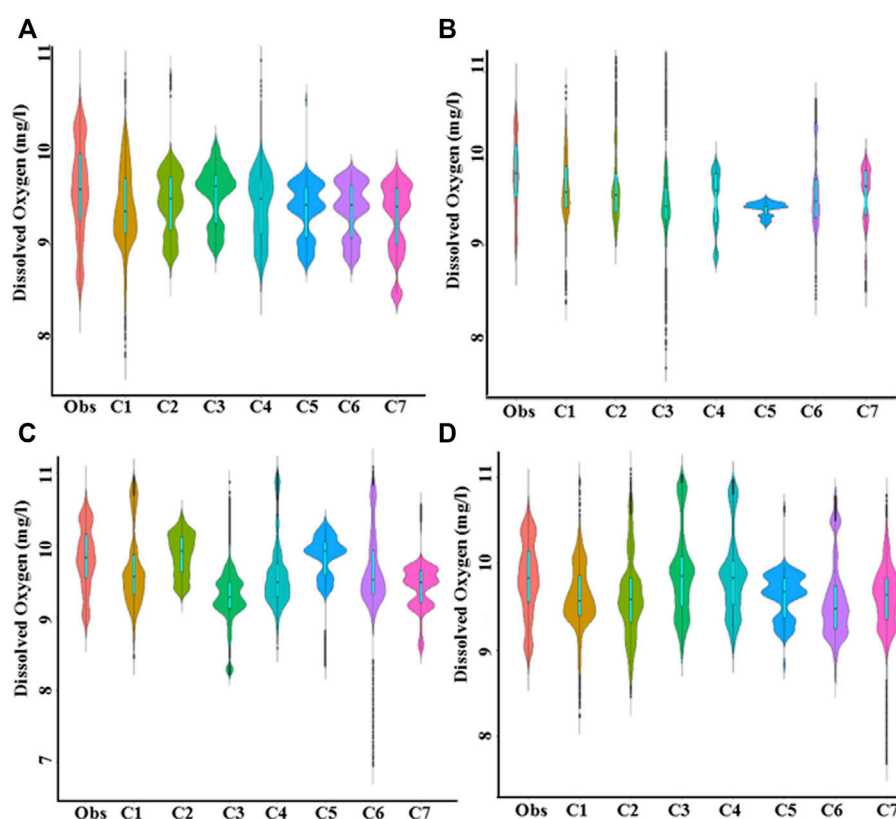 A
Dissolved Oxygen (mg/l)
11
10
9
8
Obs C1 C2 C3 C4 C5 C6 C7
B
Dissolved Oxygen (mg/l)
11
10
9
8
Obs C1 C2 C3 C4 C5 C6 C7
C
Dissolved Oxygen (mg/l)
11
10
9
8
7
Obs C1 C2 C3 C4 C5 C6 C7
D
Dissolved Oxygen (mg/l)
11
10
9
8
Obs C1 C2 C3 C4 C5 C6 C7